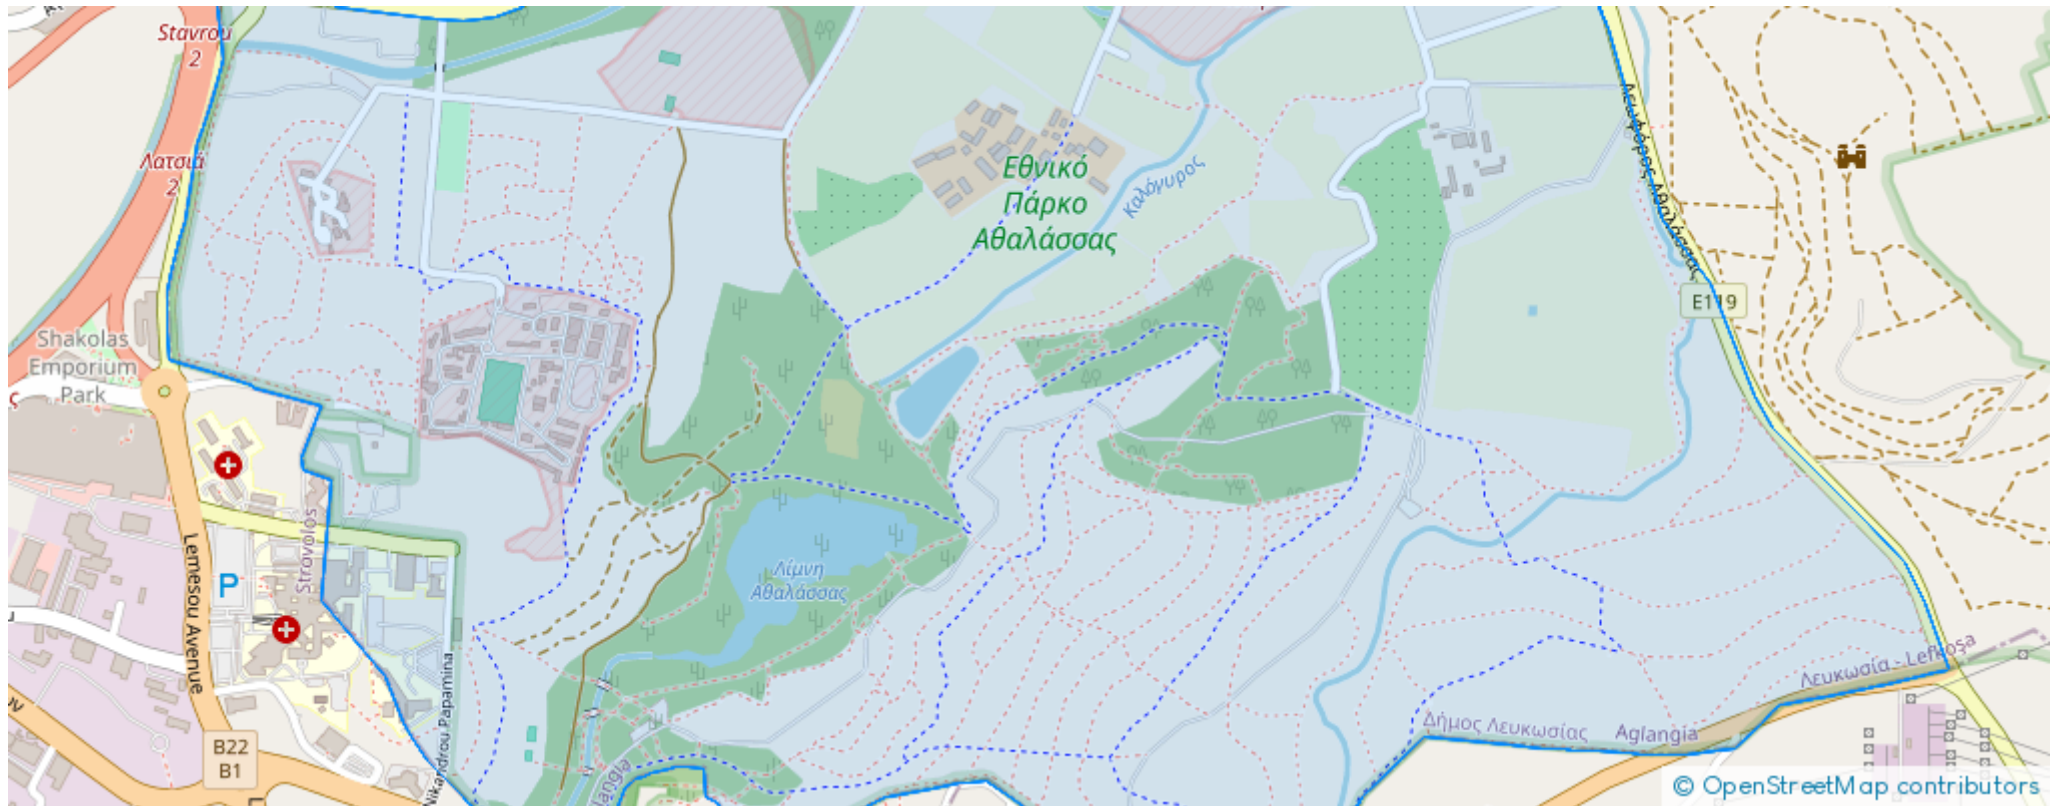 Stavrou
2
Λατσιά
2
Εθνικό
Πάρκο
Αθαλάσσας
Καλόγυρος
Λεωφόρος Αθαλάσσας
E119
Shakolas
Emporium
Park
Strovolos
P
Lemesou Avenue
Λίμνη
Αθαλάσσας
Nikandrou Papamina
B22
B1
Λευκωσία - Lefkoşa
Δήμος Λευκωσίας Aglangia
© OpenStreetMap contributors